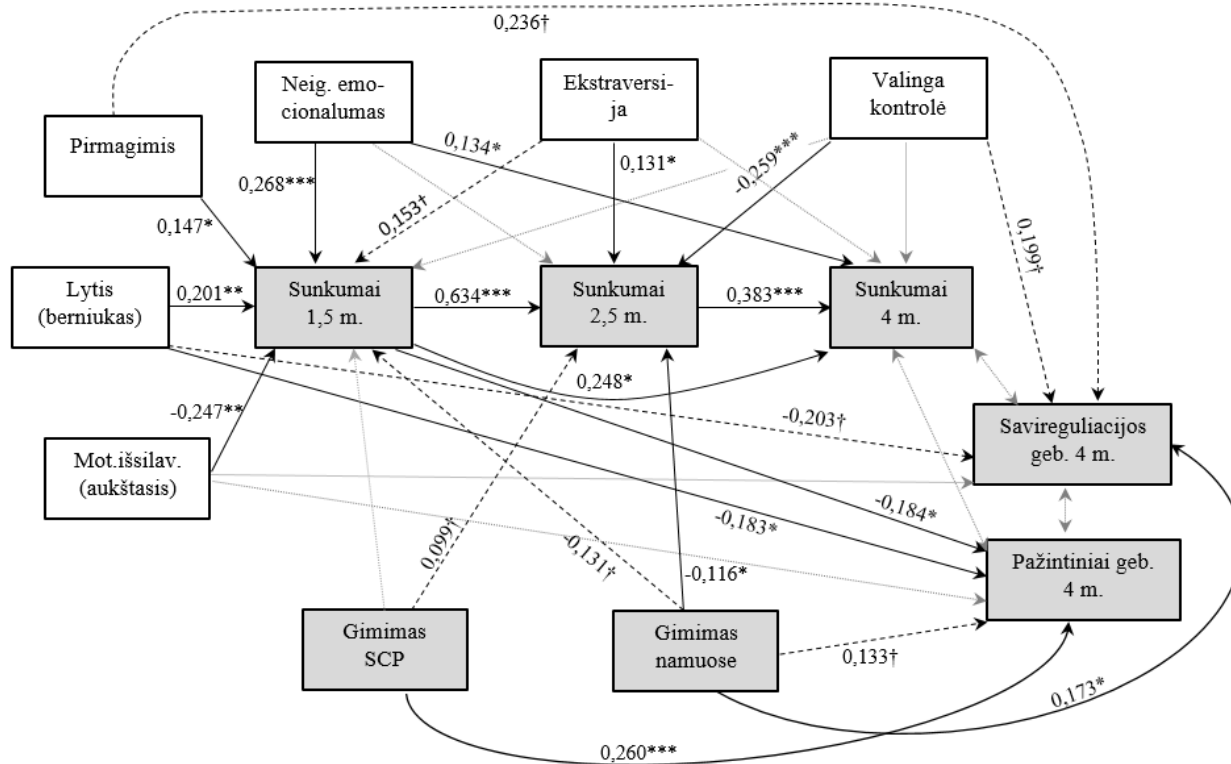 0,236†
Neig. emo-
cionalumas
Ekstraversi-
ja
Valinga
kontrolė
Pirmagimis
0,134*
0,268***
0,131*
-0,259***
0,153†
0,147*
0,199†
Lytis
(berniukas)
0,201**
Sunkumai
1,5 m.
0,634***
Sunkumai
2,5 m.
0,383***
Sunkumai
4 m.
0,248*
-0,247**
-0,203†
Savireguliacijos
geb. 4 m.
Mot.išsilav.
(aukštasis)
-0,184*
-0,183*
0,099†
-0,131†
-0,116*
Pažintiniai geb.
4 m.
Gimimas
SCP
Gimimas
namuose
0,133†
0,173*
0,260***